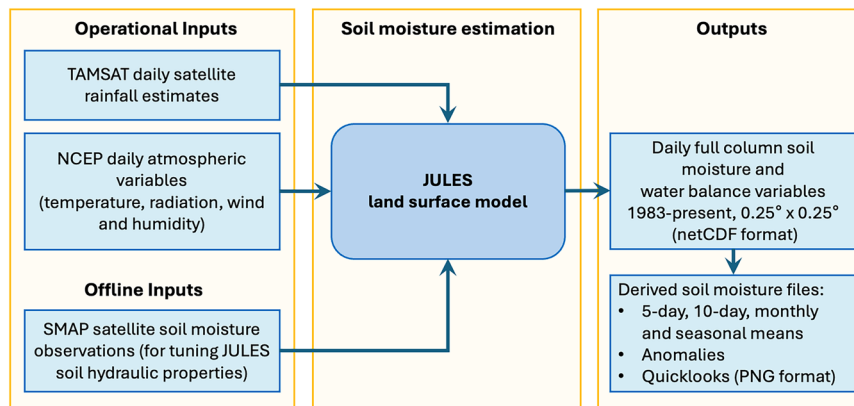 Operational Inputs
TAMSAT daily satellite
rainfall estimates
NCEP daily atmospheric
variables
(temperature, radiation, wind
and humidity)
Offline Inputs
SMAP satellite soil moisture
observations (for tuning JULES
soil hydraulic properties)
Soil moisture estimation
JULES
land surface model
Outputs
Daily full column soil
moisture and
water balance variables
1983-present, 0.25° x 0.25°
(netCDF format)
Derived soil moisture files:
• 5-day, 10-day, monthly
and seasonal means
• Anomalies
• Quicklooks (PNG format)